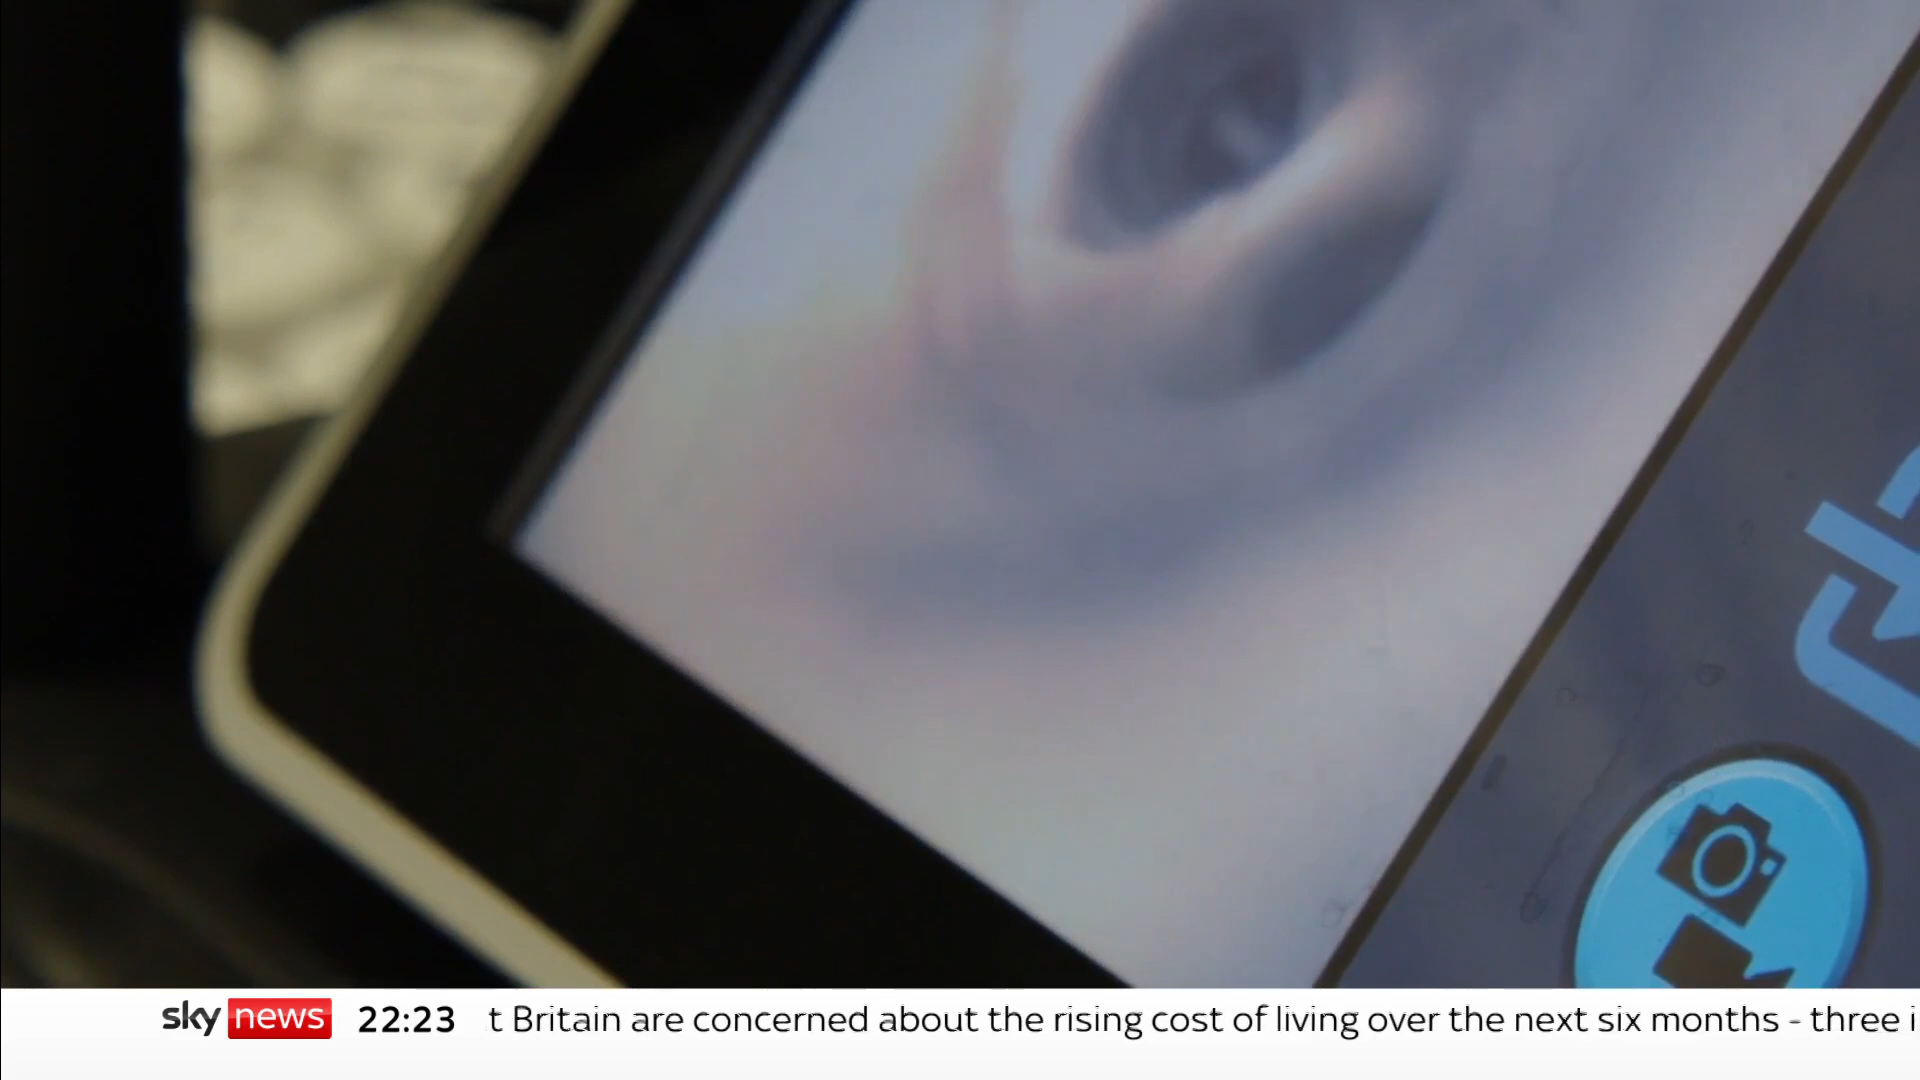 sky news 22:23 t Britain are concerned about the rising cost of living over the next six months - three i